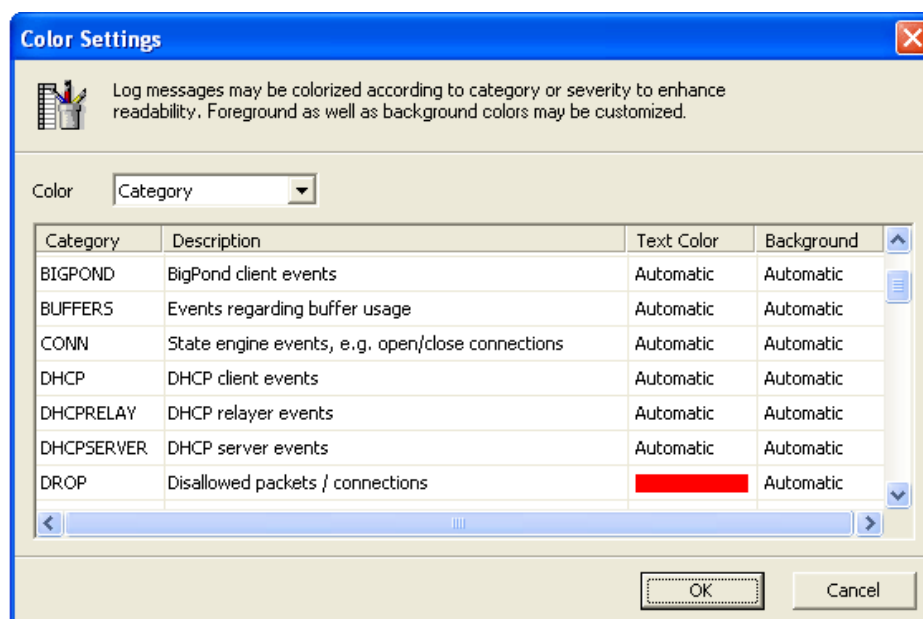 Color Settings
Log messages may be colorized according to category or severity to enhance
readability. Foreground as well as background colors may be customized.
Color Category
Category Description Text Color Background
BIGPOND BigPond client events Automatic Automatic
BUFFERS Events regarding buffer usage Automatic Automatic
CONN State engine events, e.g. open/close connections Automatic Automatic
DHCP DHCP client events Automatic Automatic
DHCPRELAY DHCP relayer events Automatic Automatic
DHCPSERVER DHCP server events Automatic Automatic
DROP Disallowed packets / connections Automatic
OK Cancel